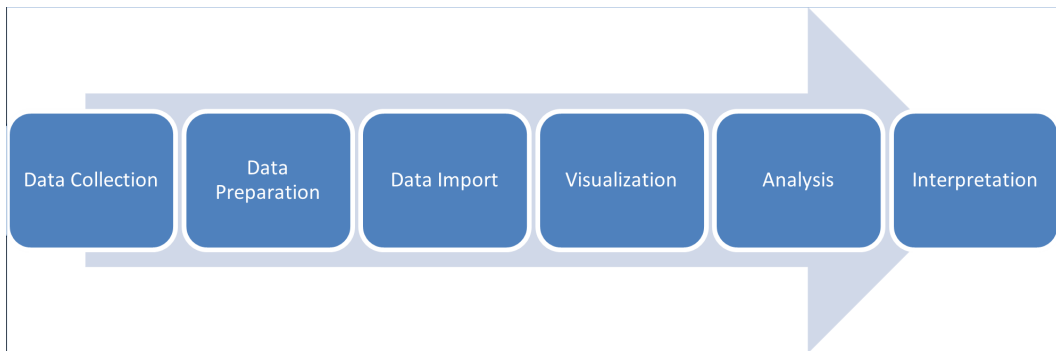 Data Collection
Data
Preparation
Data Import
Visualization
Analysis
Interpretation